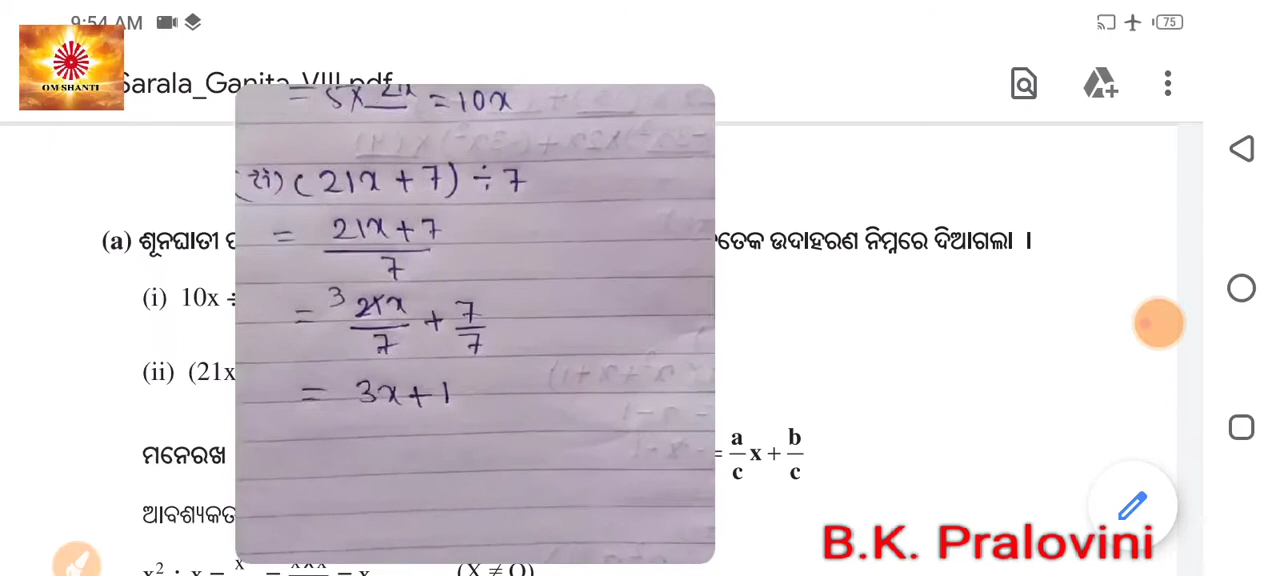 9:54 AM
75
OM SHANTI
Sarala_Ganita_VIII.pdf
= 10x
(21x + 7) ÷ 7
= 21x + 7 / 7
= 3 21x / 7 + 7 / 7
= 3x + 1
(a) ଶୂନଘାତୀ
ଉଦାହରଣ ନିମ୍ନରେ ଦିଆଗଲା ।
(i) 10x ÷
(ii) (21x
ମନେରଖ
= a/c x + b/c
ଆବଶ୍ୟକତ
B.K. Pralovini